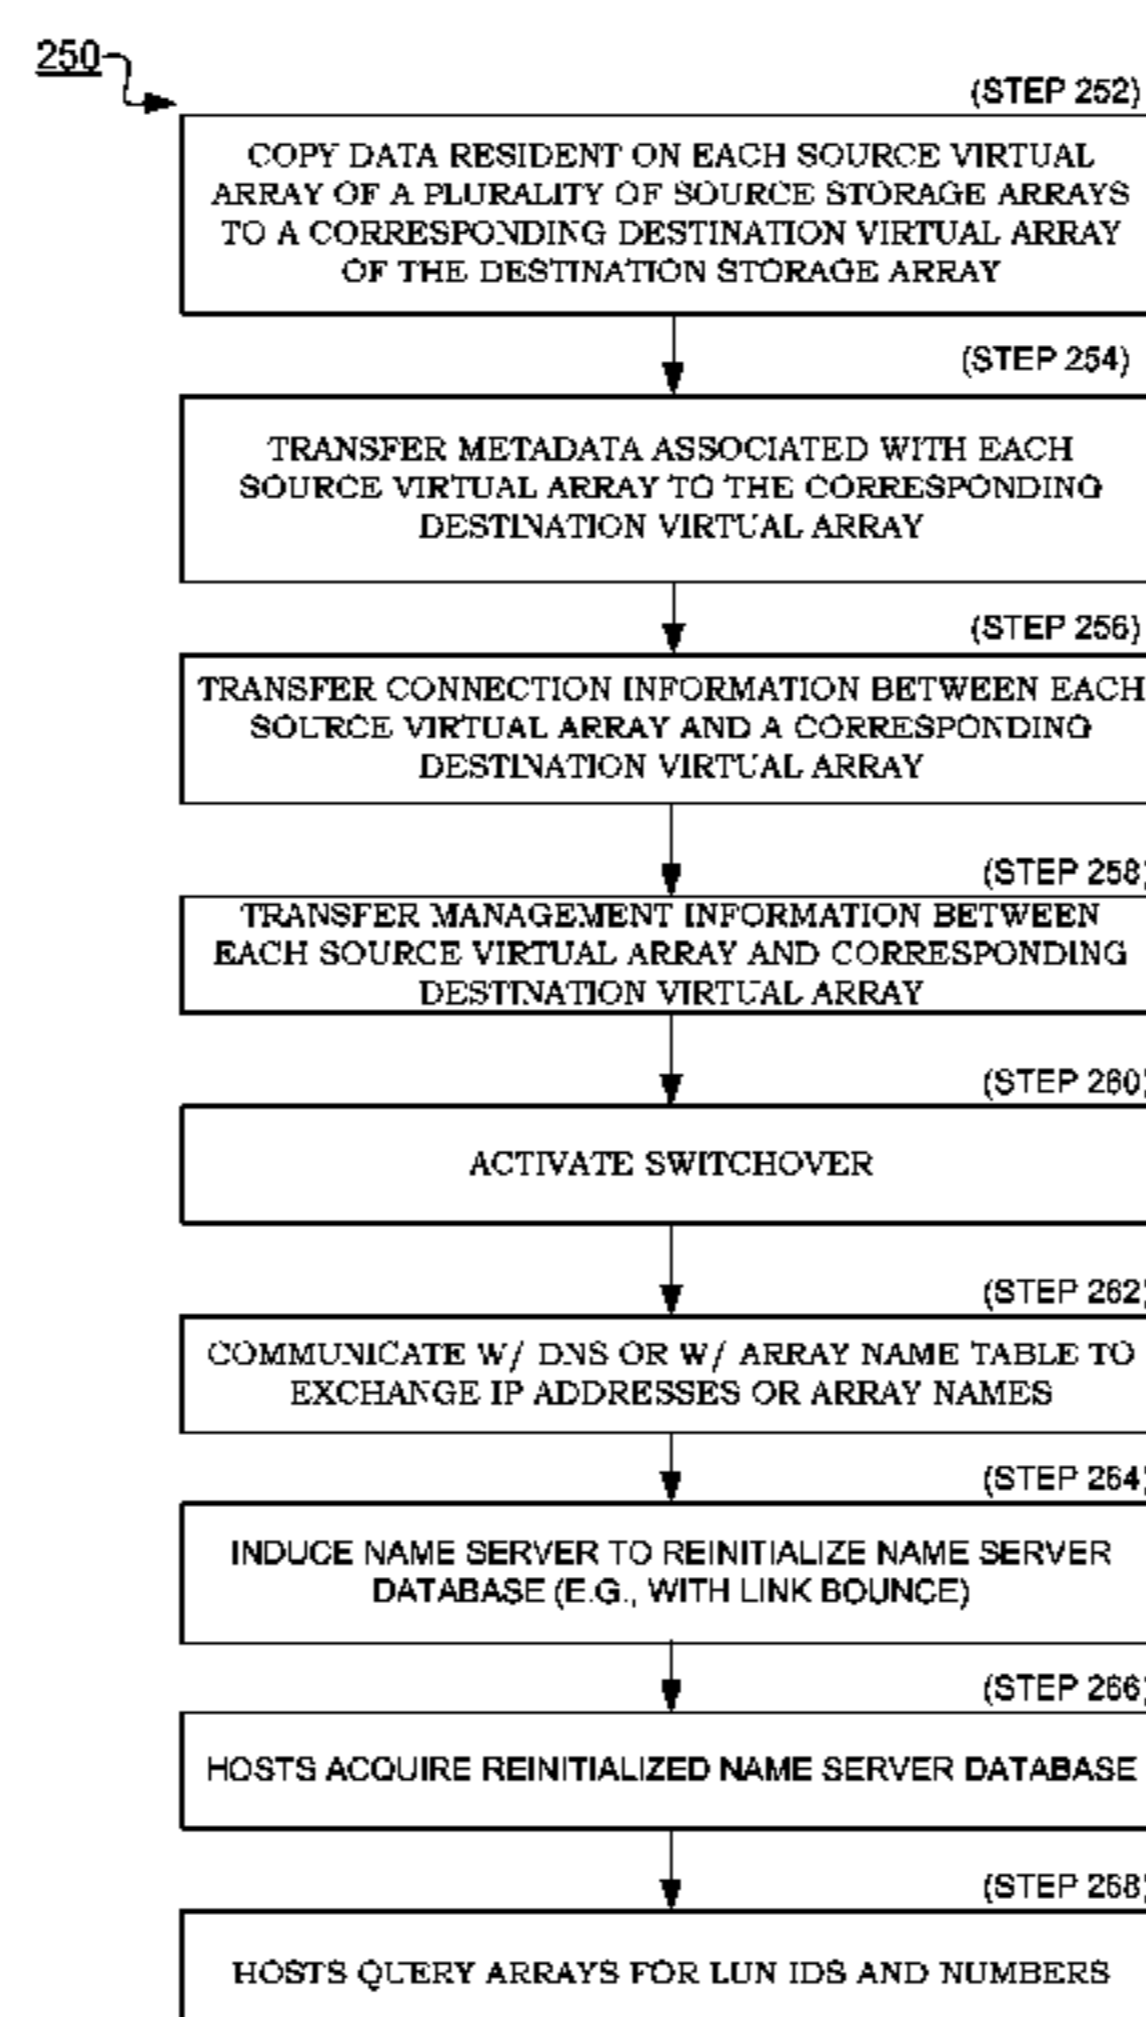 250
(STEP 252)
COPY DATA RESIDENT ON EACH SOURCE VIRTUAL
ARRAY OF A PLURALITY OF SOURCE STORAGE ARRAYS
TO A CORRESPONDING DESTINATION VIRTUAL ARRAY
OF THE DESTINATION STORAGE ARRAY
(STEP 254)
TRANSFER METADATA ASSOCIATED WITH EACH
SOURCE VIRTUAL ARRAY TO THE CORRESPONDING
DESTINATION VIRTUAL ARRAY
(STEP 256)
TRANSFER CONNECTION INFORMATION BETWEEN EACH
SOURCE VIRTUAL ARRAY AND A CORRESPONDING
DESTINATION VIRTUAL ARRAY
(STEP 258)
TRANSFER MANAGEMENT INFORMATION BETWEEN
EACH SOURCE VIRTUAL ARRAY AND CORRESPONDING
DESTINATION VIRTUAL ARRAY
(STEP 260)
ACTIVATE SWITCHOVER
(STEP 262)
COMMUNICATE W/ DNS OR W/ ARRAY NAME TABLE TO
EXCHANGE IP ADDRESSES OR ARRAY NAMES
(STEP 264)
INDUCE NAME SERVER TO REINITIALIZE NAME SERVER
DATABASE (E.G., WITH LINK BOUNCE)
(STEP 266)
HOSTS ACQUIRE REINITIALIZED NAME SERVER DATABASE
(STEP 268)
HOSTS QUERY ARRAYS FOR LUN IDS AND NUMBERS